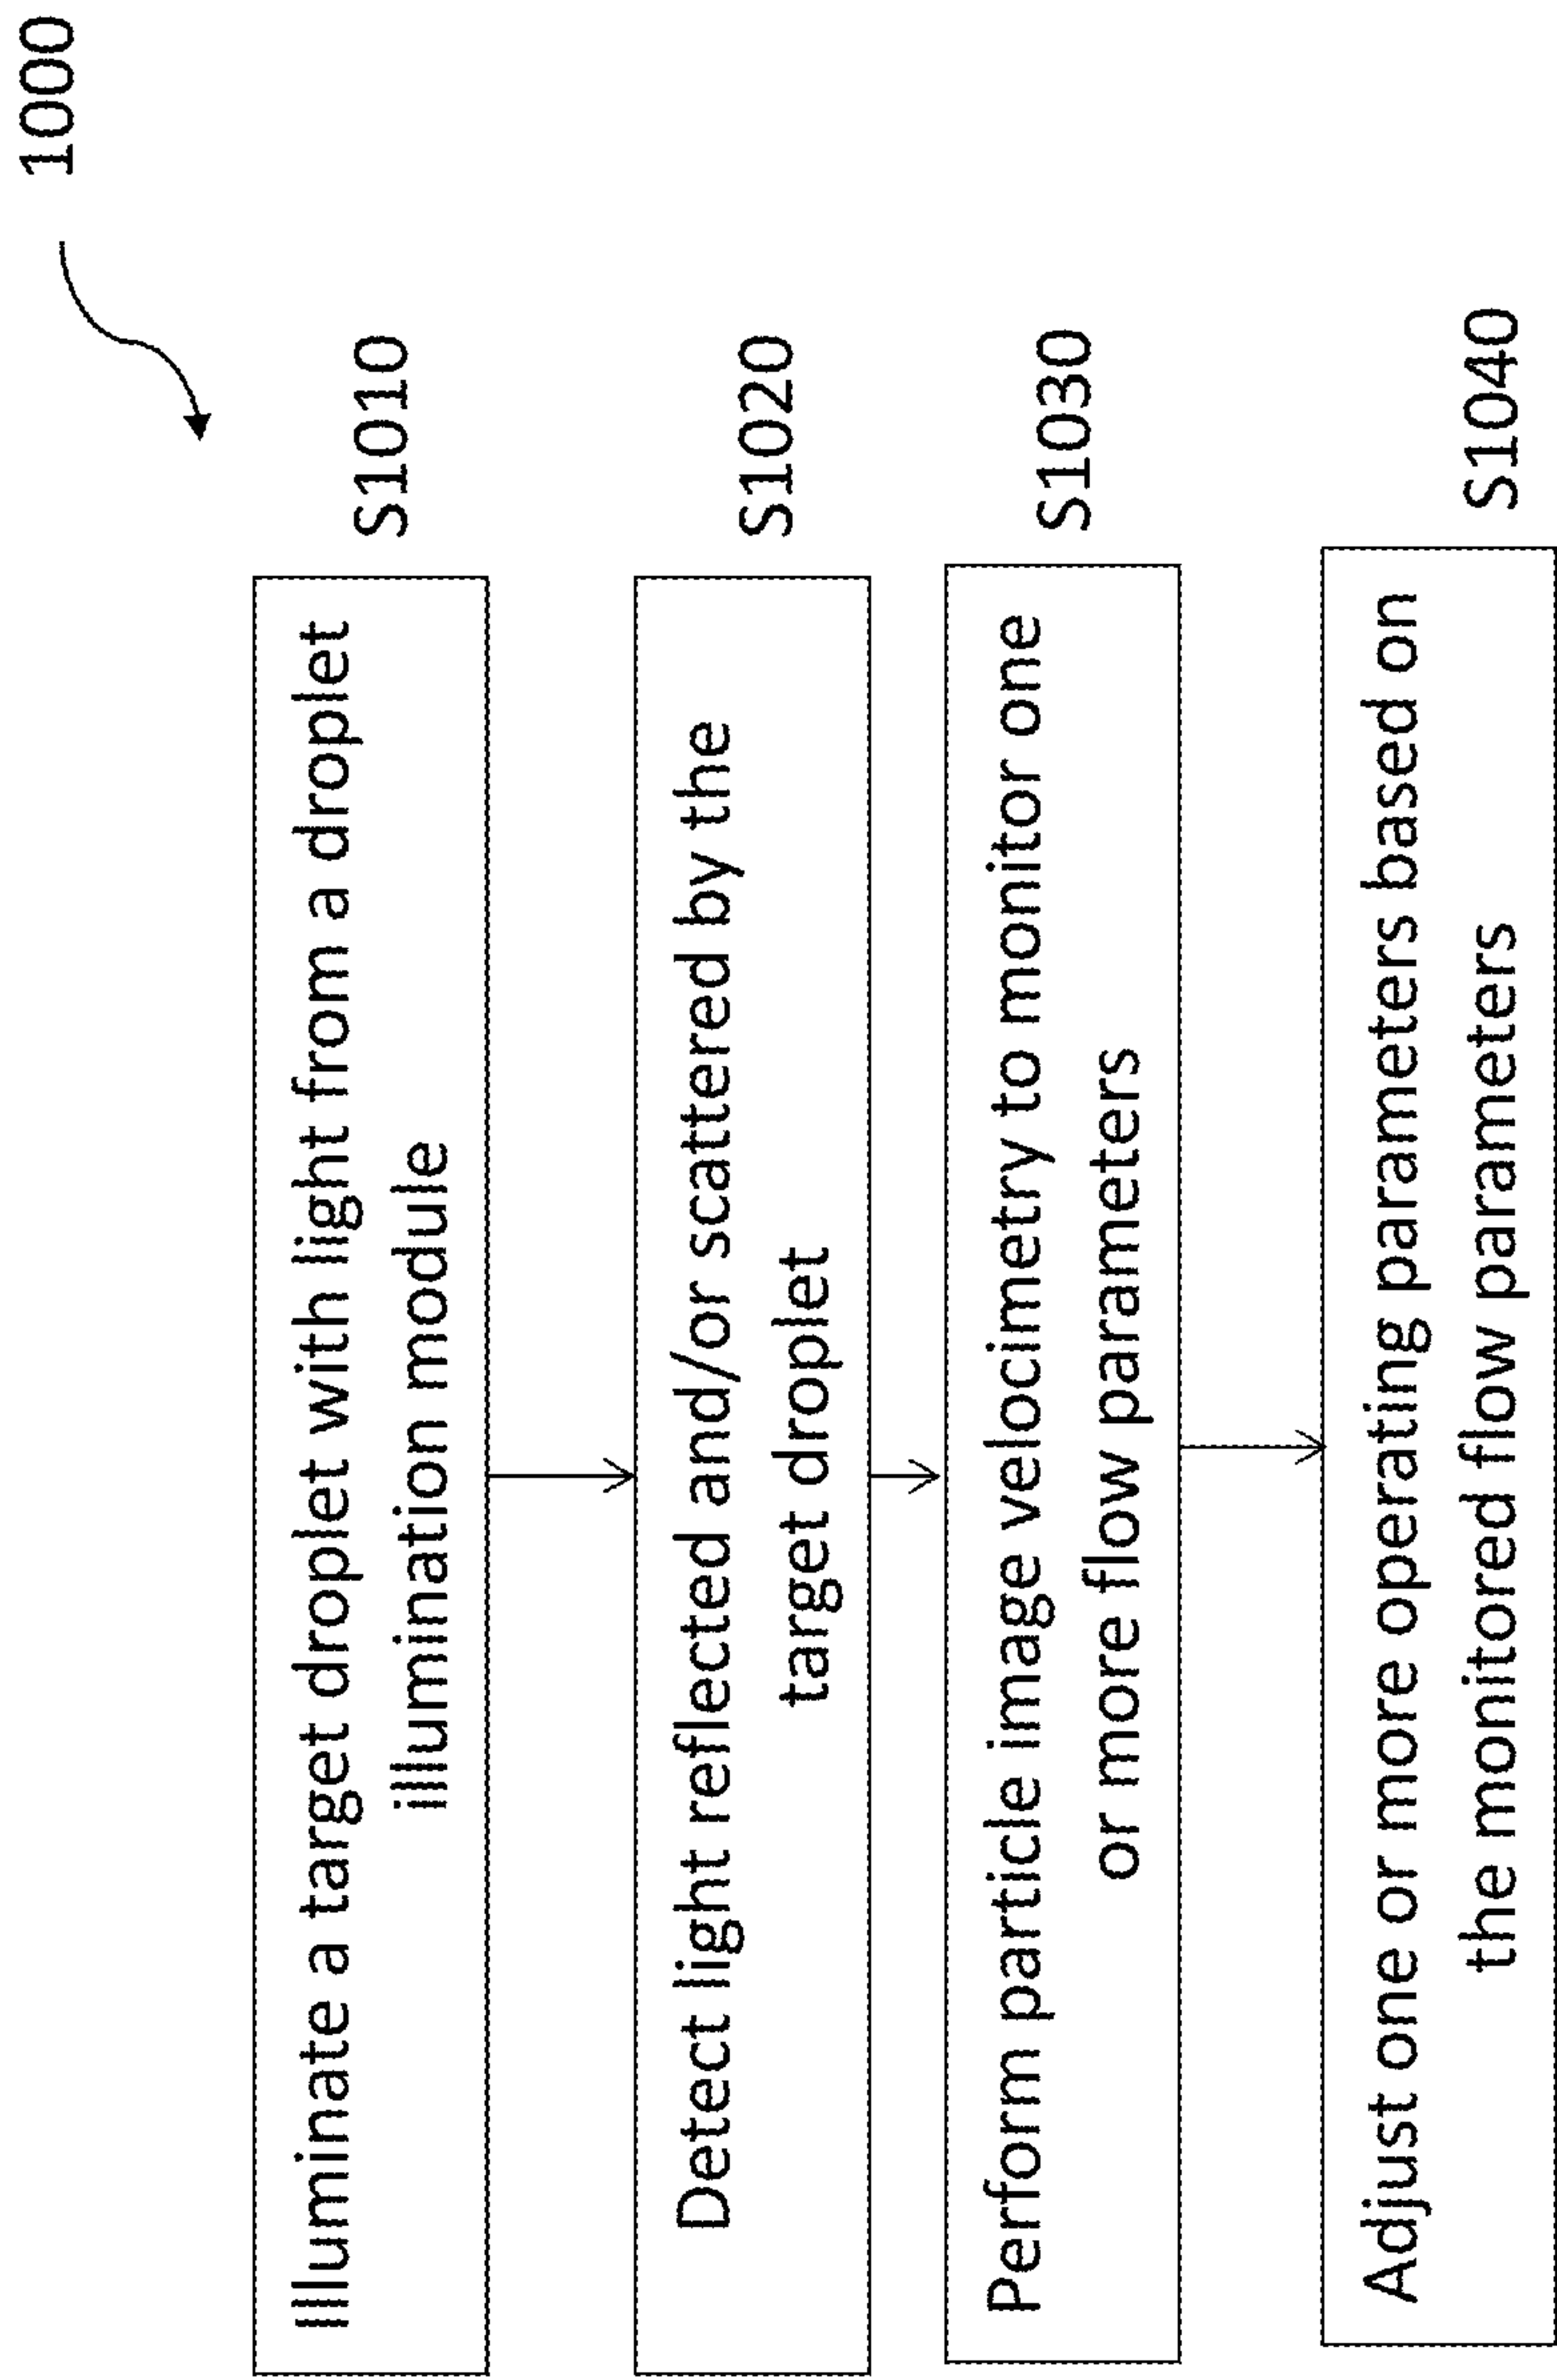 1000
Illuminate a target droplet with light from a droplet
illumination module
S1010
Detect light reflected and/or scattered by the
target droplet
S1020
Perform particle image velocimetry to monitor one
or more flow parameters
S1030
Adjust one or more operating parameters based on
the monitored flow parameters
S1040